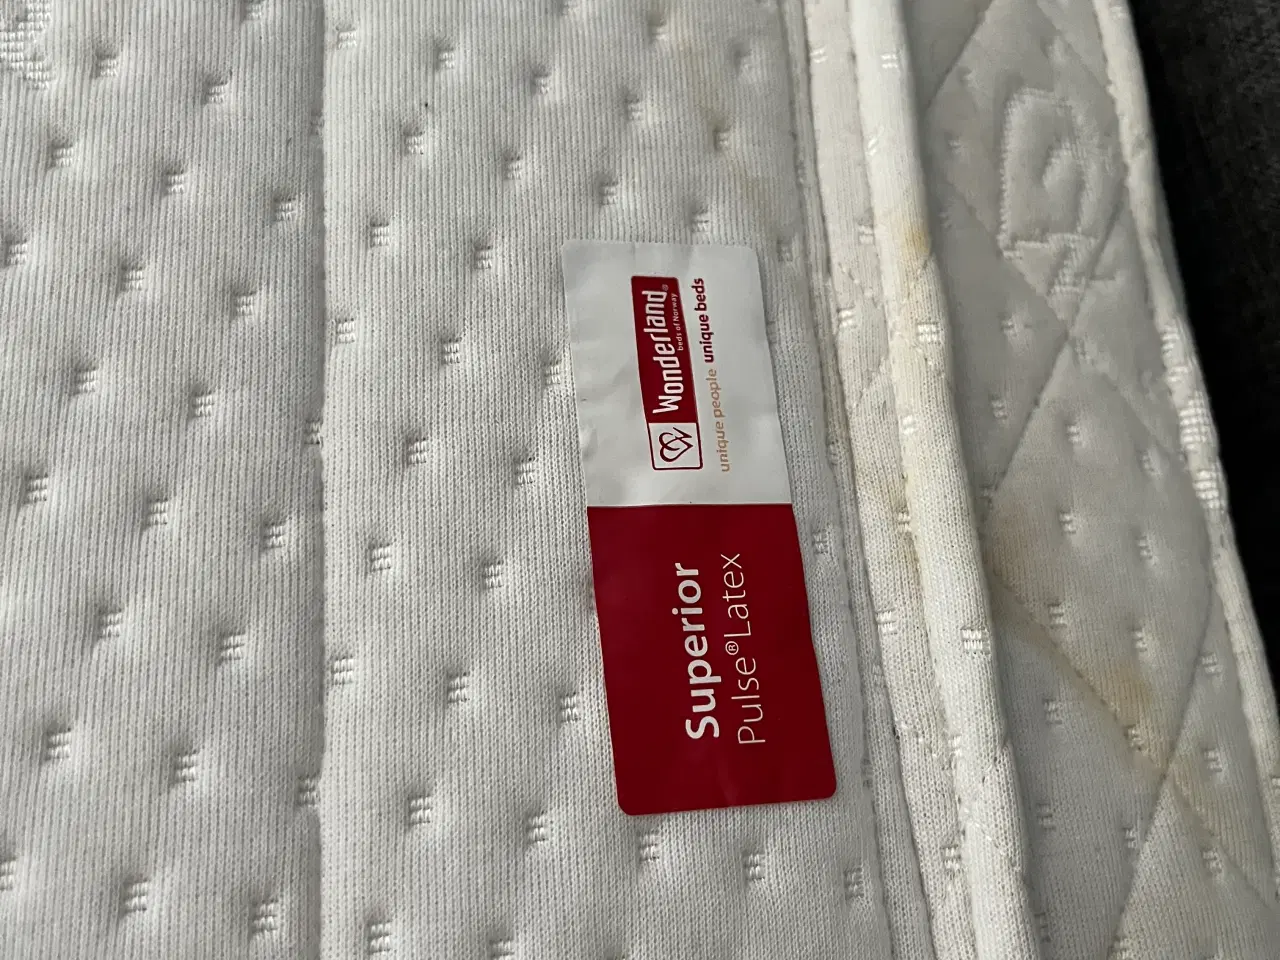 Wonderland®
beds of Norway
unique people unique beds
Superior
Pulse®Latex